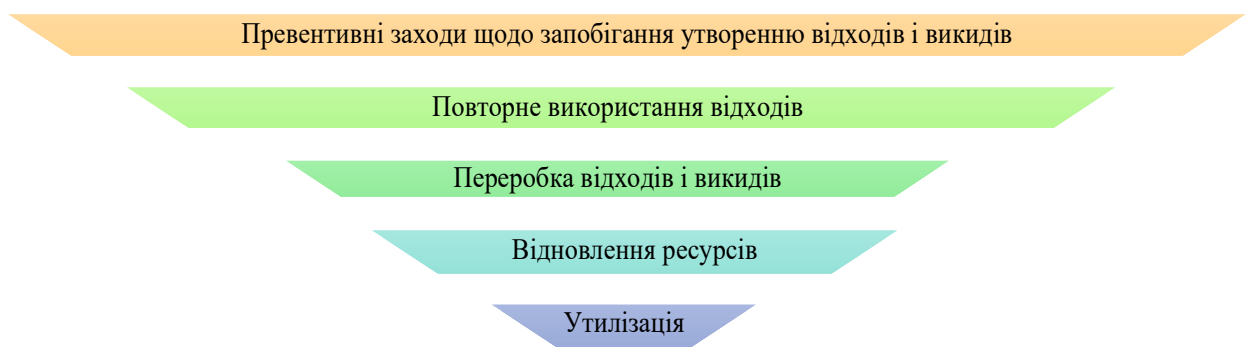 Превентивні заходи щодо запобігання утворенню відходів і викидів
Повторне використання відходів
Переробка відходів і викидів
Відновлення ресурсів
Утилізація